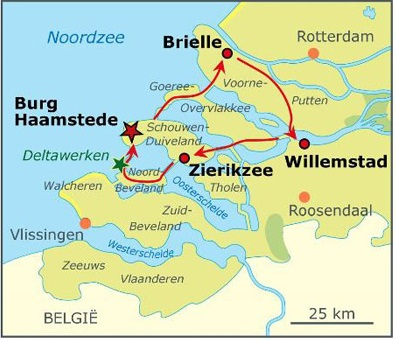 Noordzee
Brielle
Rotterdam
Goeree-
Voorne-
Putten
Overvlakkee
Burg
Haamstede
Schouwen-
Duiveland
Deltawerken
Zierikzee
Willemstad
Noord-
Beveland
Tholen
Oosterschelde
Walcheren
Roosendaal
Zuid-
Beveland
Vlissingen
Westerschelde
Zeeuws
Vlaanderen
BELGIË
25 km